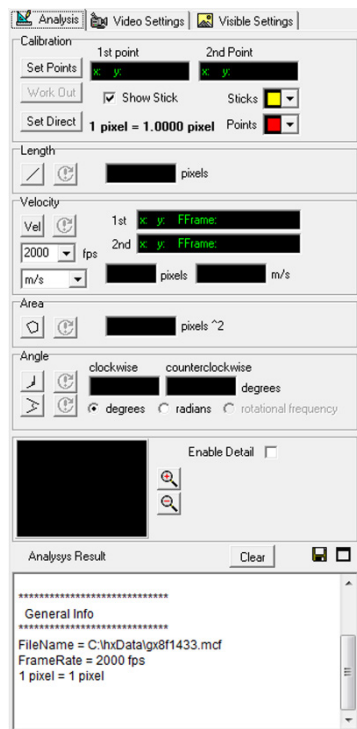 Analysis Video Settings Visible Settings
Calibration
1st point 2nd Point
Set Points x: y: x: y:
Work Out Show Stick Sticks
Set Direct 1 pixel = 1.0000 pixel Points
Length
pixels
Velocity
Vel 1st x: y: FFrame:
2000 fps 2nd x: y: FFrame:
m/s pixels m/s
Area
pixels ^2
Angle
clockwise counterclockwise
degrees
degrees radians rotational frequency
Enable Detail
Analysys Result Clear
*****************************
General Info
*****************************
FileName = C:\hxData\gx8f1433.mcf
FrameRate = 2000 fps
1 pixel = 1 pixel